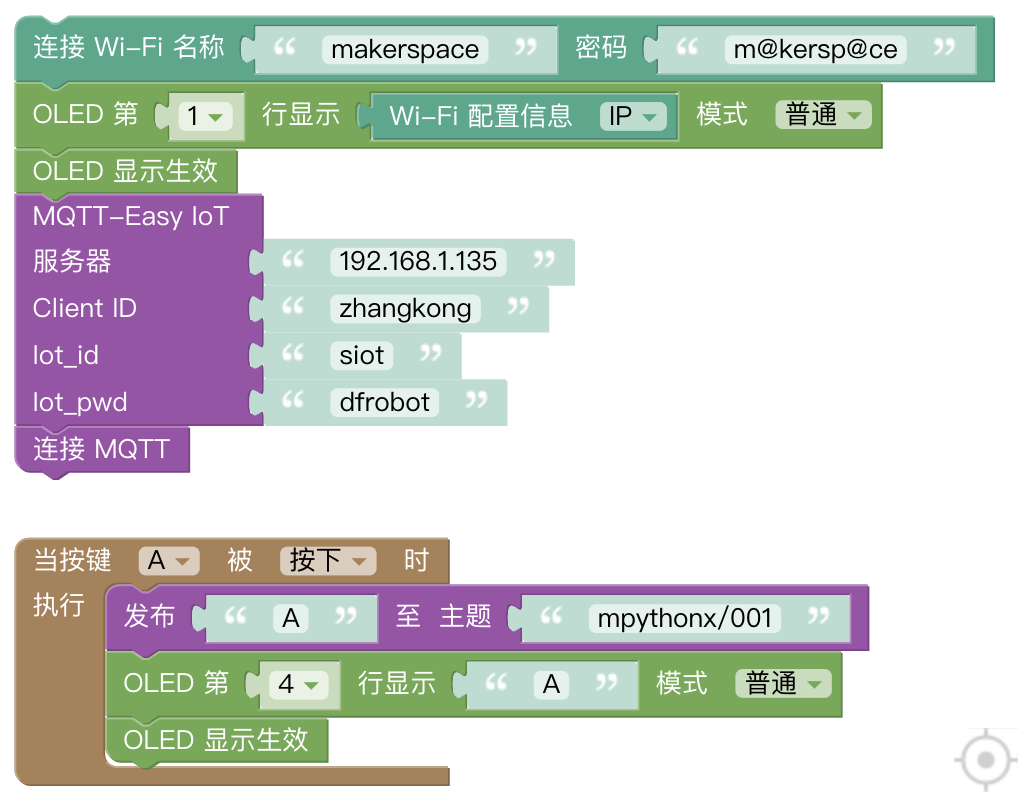 连接 Wi-Fi 名称 “ makerspace ” 密码 “ m@kersp@ce ”
OLED 第 1 行显示 Wi-Fi 配置信息 IP 模式 普通
OLED 显示生效
MQTT-Easy IoT
服务器 “ 192.168.1.135 ”
Client ID “ zhangkong ”
Iot_id “ siot ”
Iot_pwd “ dfrobot ”
连接 MQTT
当按键 A 被 按下 时
执行 发布 “ A ” 至 主题 “ mpythonx/001 ”
OLED 第 4 行显示 “ A ” 模式 普通
OLED 显示生效